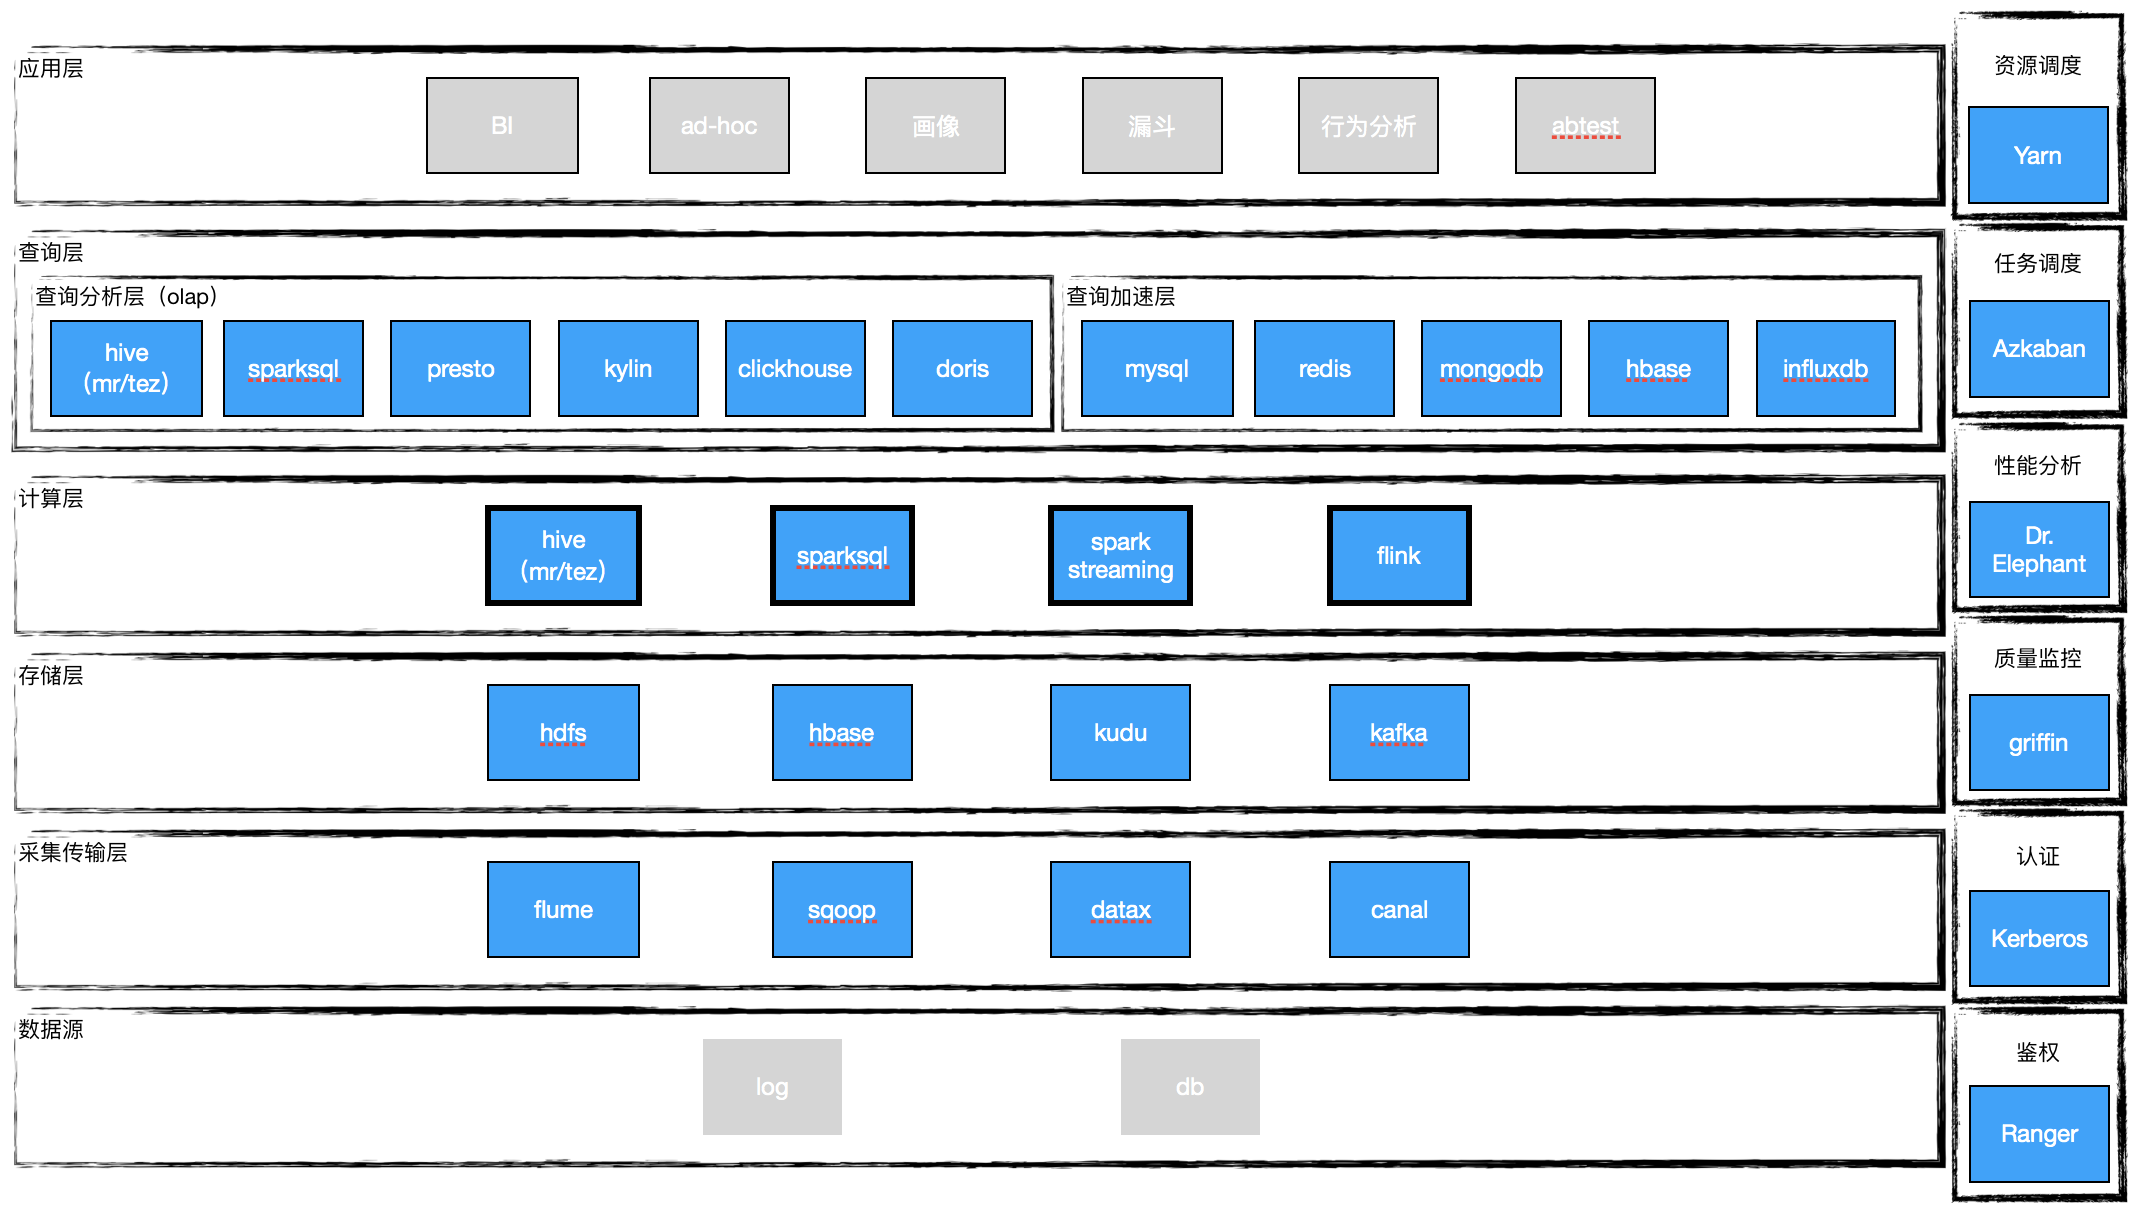 应用层
BI
ad-hoc
画像
漏斗
行为分析
abtest
查询层
查询分析层（olap）
hive
（mr/tez）
sparksql
presto
kylin
clickhouse
doris
查询加速层
mysql
redis
mongodb
hbase
influxdb
计算层
hive
（mr/tez）
sparksql
spark
streaming
flink
存储层
hdfs
hbase
kudu
kafka
采集传输层
flume
sqoop
datax
canal
数据源
log
db
资源调度
Yarn
任务调度
Azkaban
性能分析
Dr.
Elephant
质量监控
griffin
认证
Kerberos
鉴权
Ranger